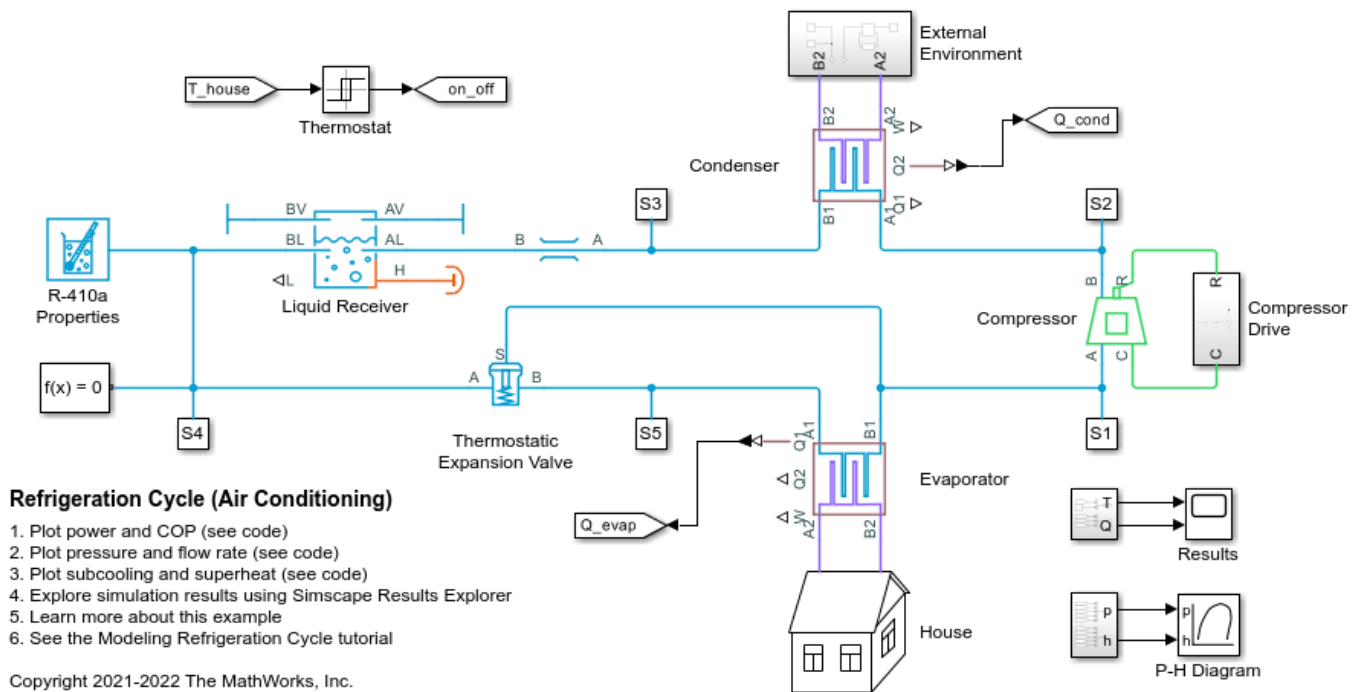 External
Environment
B2
A2
T_house
on_off
Thermostat
B2
A2
W
Q_cond
Condenser
Q2
Q1
B1
A1
S3
S2
BV
AV
BL
AL
B
A
L
H
R-410a
Properties
Liquid Receiver
B
R
R
Compressor
Compressor
Drive
A
C
C
S
f(x) = 0
A
B
S4
Thermostatic
Expansion Valve
S5
A1
B1
S1
Q1
Q2
W
Evaporator
A2
B2
Q_evap
T
Q
Results
Refrigeration Cycle (Air Conditioning)
1. Plot power and COP (see code)
2. Plot pressure and flow rate (see code)
3. Plot subcooling and superheat (see code)
4. Explore simulation results using Simscape Results Explorer
5. Learn more about this example
6. See the Modeling Refrigeration Cycle tutorial
House
p
h
p
h
P-H Diagram
Copyright 2021-2022 The MathWorks, Inc.